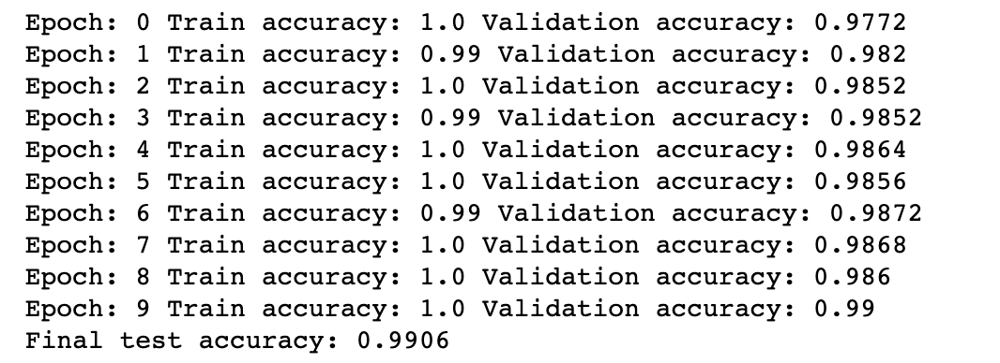 Epoch: 0 Train accuracy: 1.0 Validation accuracy: 0.9772
Epoch: 1 Train accuracy: 0.99 Validation accuracy: 0.982
Epoch: 2 Train accuracy: 1.0 Validation accuracy: 0.9852
Epoch: 3 Train accuracy: 0.99 Validation accuracy: 0.9852
Epoch: 4 Train accuracy: 1.0 Validation accuracy: 0.9864
Epoch: 5 Train accuracy: 1.0 Validation accuracy: 0.9856
Epoch: 6 Train accuracy: 0.99 Validation accuracy: 0.9872
Epoch: 7 Train accuracy: 1.0 Validation accuracy: 0.9868
Epoch: 8 Train accuracy: 1.0 Validation accuracy: 0.986
Epoch: 9 Train accuracy: 1.0 Validation accuracy: 0.99
Final test accuracy: 0.9906